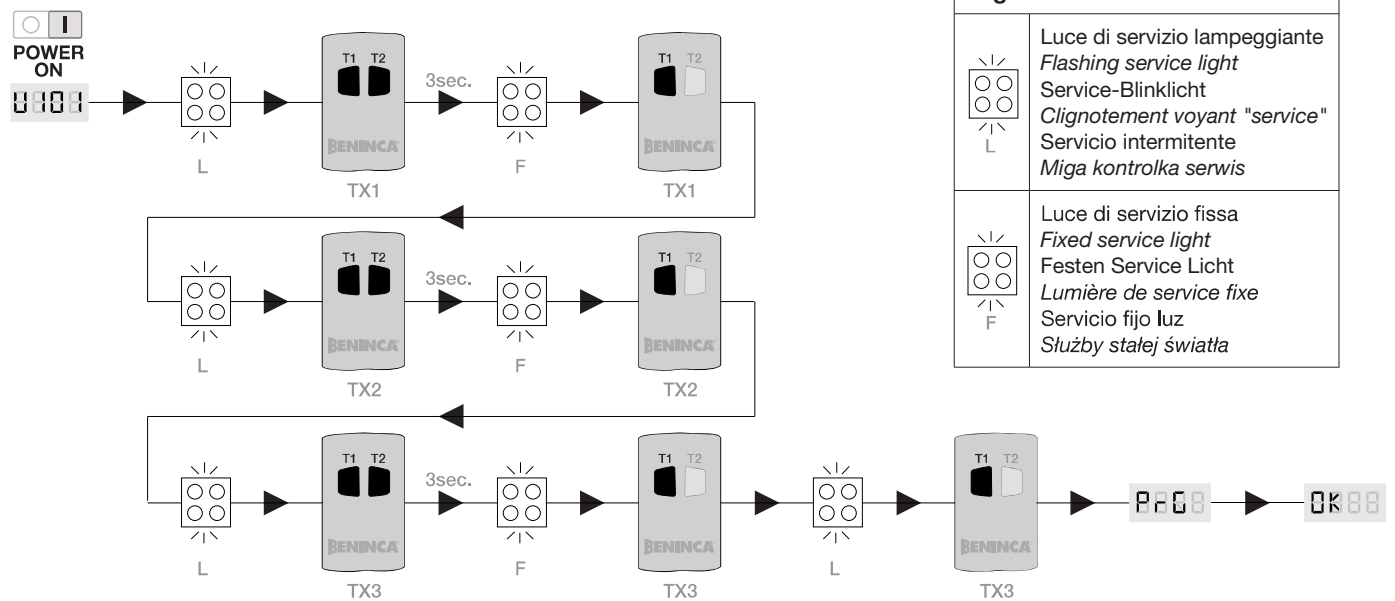 I
POWER
ON
U101
T1 T2
3sec.
T1 T2
BENINCA
BENINCA
L
TX1
F
TX1
T1 T2
3sec.
T1 T2
BENINCA
BENINCA
L
TX2
F
TX2
T1 T2
3sec.
T1 T2
T1 T2
PrG
OK
BENINCA
BENINCA
BENINCA
L
TX3
F
TX3
L
TX3
Luce di servizio lampeggiante
Flashing service light
Service-Blinklicht
Clignotement voyant "service"
Servicio intermitente
Miga kontrolka serwis
L
Luce di servizio fissa
Fixed service light
Festen Service Licht
Lumière de service fixe
Servicio fijo luz
Służby stałej światła
F